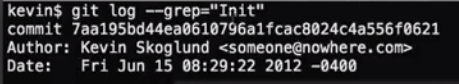 kevin$ git log --grep="Init"
commit 7aa195bd44ea0610796a1fcac8024c4a556f0621
Author: Kevin Skoglund <someone@nowhere.com>
Date:   Fri Jun 15 08:29:22 2012 -0400